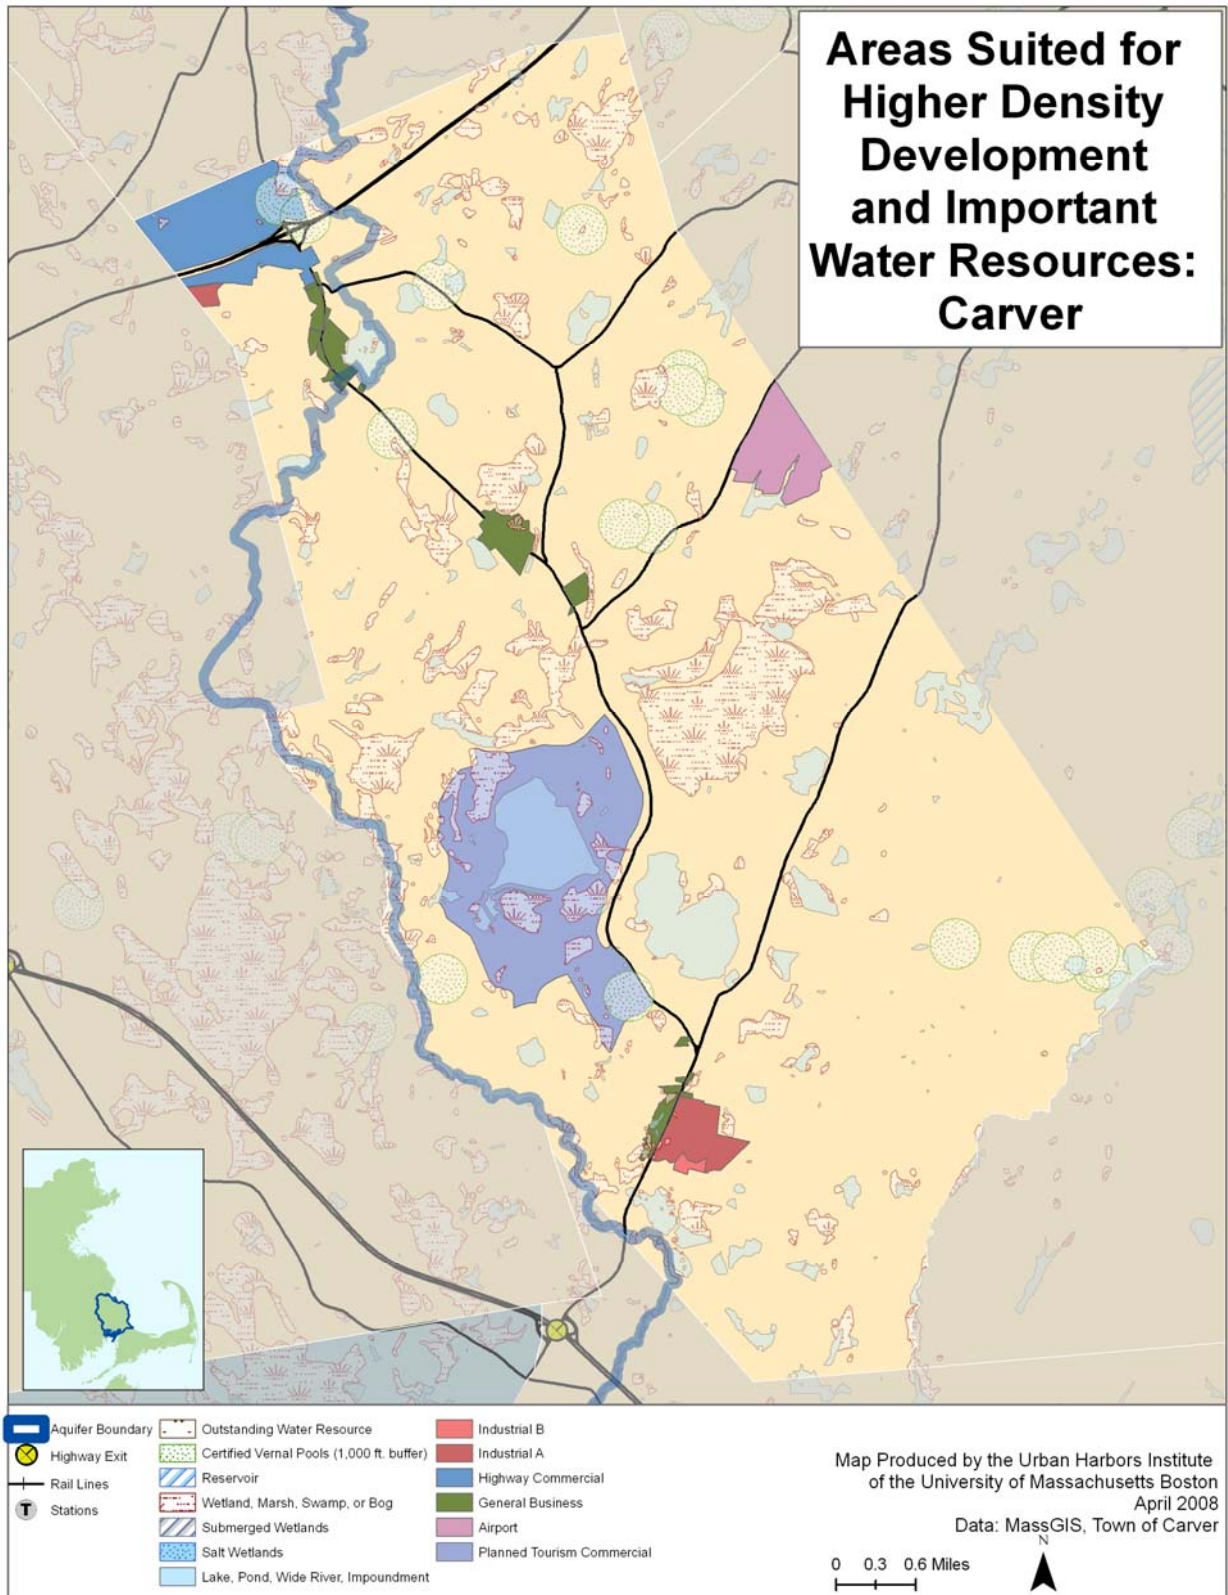 Areas Suited for
Higher Density
Development
and Important
Water Resources:
Carver
Aquifer Boundary
Highway Exit
Rail Lines
T
Stations
Outstanding Water Resource
Certified Vernal Pools (1,000 ft. buffer)
Reservoir
Wetland, Marsh, Swamp, or Bog
Submerged Wetlands
Salt Wetlands
Lake, Pond, Wide River, Impoundment
Industrial B
Industrial A
Highway Commercial
General Business
Airport
Planned Tourism Commercial
Map Produced by the Urban Harbors Institute
of the University of Massachusetts Boston
April 2008
Data: MassGIS, Town of Carver
N
0 0.3 0.6 Miles